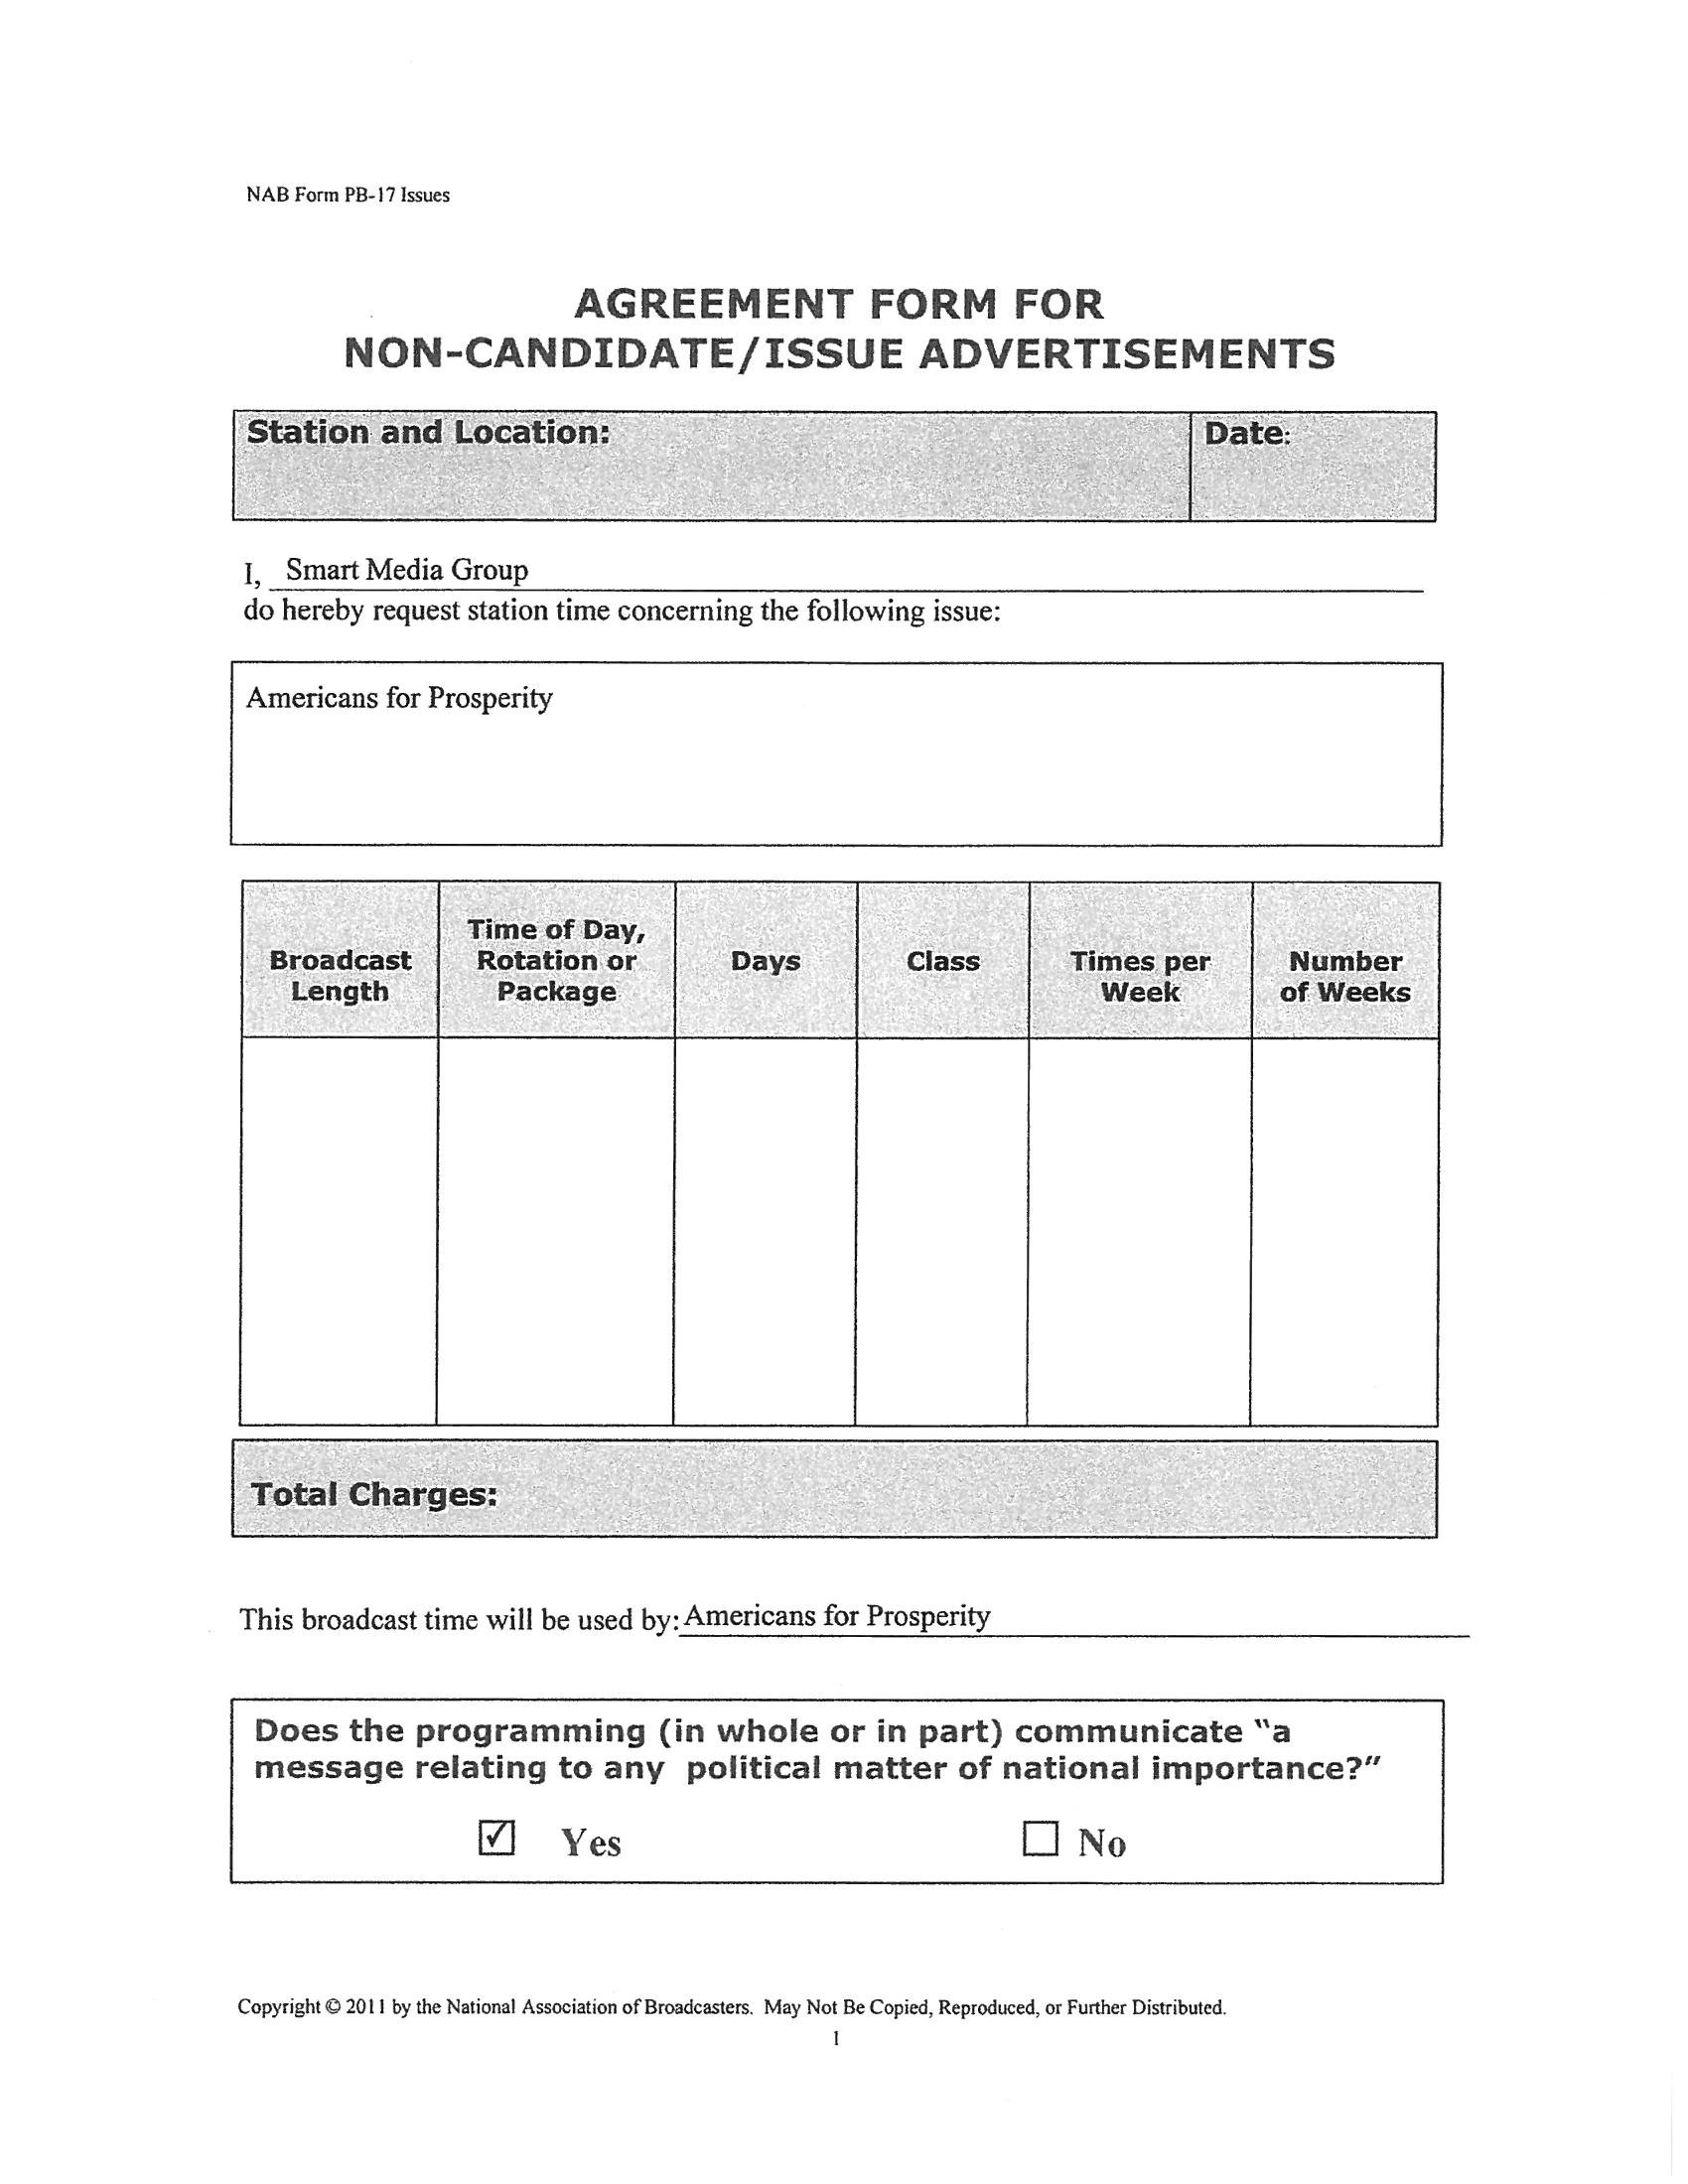 NAB Form PB-17 Issues
AGREEMENT FORM FOR
NON-CANDIDATE/ISSUE ADVERTISEMENTS
Station and Location:
Date:
I, Smart Media Group
do hereby request station time concerning the following issue:
Americans for Prosperity
Broadcast Length
Time of Day, Rotation or Package
Days
Class
Times per Week
Number of Weeks
Total Charges:
This broadcast time will be used by: Americans for Prosperity
Does the programming (in whole or in part) communicate "a
message relating to any political matter of national importance?"
☑ Yes ☐ No
Copyright © 2011 by the National Association of Broadcasters. May Not Be Copied, Reproduced, or Further Distributed.
1